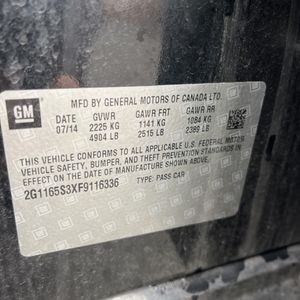 GM
MFD BY GENERAL MOTORS OF CANADA LTD.
DATE GVWR GAWR FRT GAWR RR
07/14 2225 KG 1141 KG 1084 KG
4904 LB 2515 LB 2389 LB
THIS VEHICLE CONFORMS TO ALL APPLICABLE U.S. FEDERAL MOTOR
VEHICLE SAFETY, BUMPER, AND THEFT PREVENTION STANDARDS
IN EFFECT ON THE DATE OF MANUFACTURE SHOWN ABOVE.
2G1165S3XF9116336 TYPE: PASS CAR